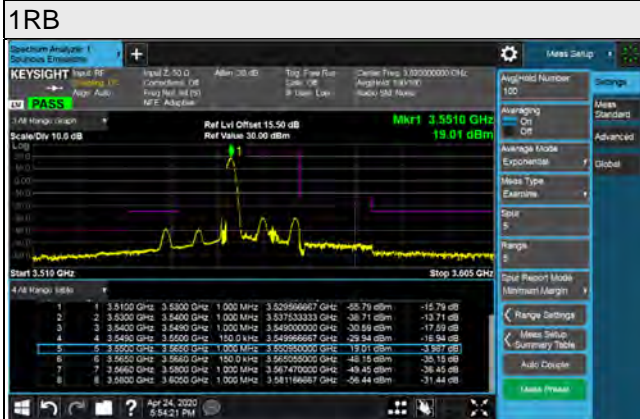 1RB
Spectrum Analyzer 1
Spurious Emissions
Meas Setup
KEYSIGHT
Input: RF
Align: Auto
Input Z: 50 Ω
Corrections: Off
Freq Ref: Int (S)
NFE: Adaptive
Atten: 30 dB
Trig: Free Run
Gate: Off
IF Gain: Low
Center Freq: 3.600000000 GHz
Avg|Hold: 100/100
Radio Std: None
PASS
Avg|Hold Number
100
Settings
Averaging
On
Off
Meas
Standard
Average Mode
Exponential
Advanced
Meas Type
Examine
Global
Spur
5
Range
5
Spur Report Mode
Minimum Margin
Range Settings
Meas Setup
Summary Table
Auto Couple
Meas Preset
Scale/Div 10.0 dB
Ref Lvl Offset 15.50 dB
Ref Value 30.00 dBm
Mkr1 3.5510 GHz
19.01 dBm
Log
1
Start 3.510 GHz
Stop 3.605 GHz
1 1 3.5100 GHz 3.5300 GHz 1.000 MHz 3.529566667 GHz -55.79 dBm -15.79 dB
2 2 3.5300 GHz 3.5400 GHz 1.000 MHz 3.537533333 GHz -38.71 dBm -13.71 dB
3 3 3.5400 GHz 3.5490 GHz 1.000 MHz 3.549000000 GHz -30.59 dBm -17.59 dB
4 4 3.5490 GHz 3.5500 GHz 150.0 kHz 3.549966667 GHz -29.94 dBm -16.94 dB
5 5 3.5500 GHz 3.5650 GHz 1.000 MHz 3.550950000 GHz 19.01 dBm -3.987 dB
6 6 3.5650 GHz 3.5660 GHz 150.0 kHz 3.565055000 GHz -48.15 dBm -35.15 dB
7 7 3.5660 GHz 3.5800 GHz 1.000 MHz 3.567470000 GHz -49.45 dBm -36.45 dB
8 8 3.5800 GHz 3.6050 GHz 1.000 MHz 3.581166667 GHz -56.44 dBm -31.44 dB
Apr 24, 2020
5:54:21 PM